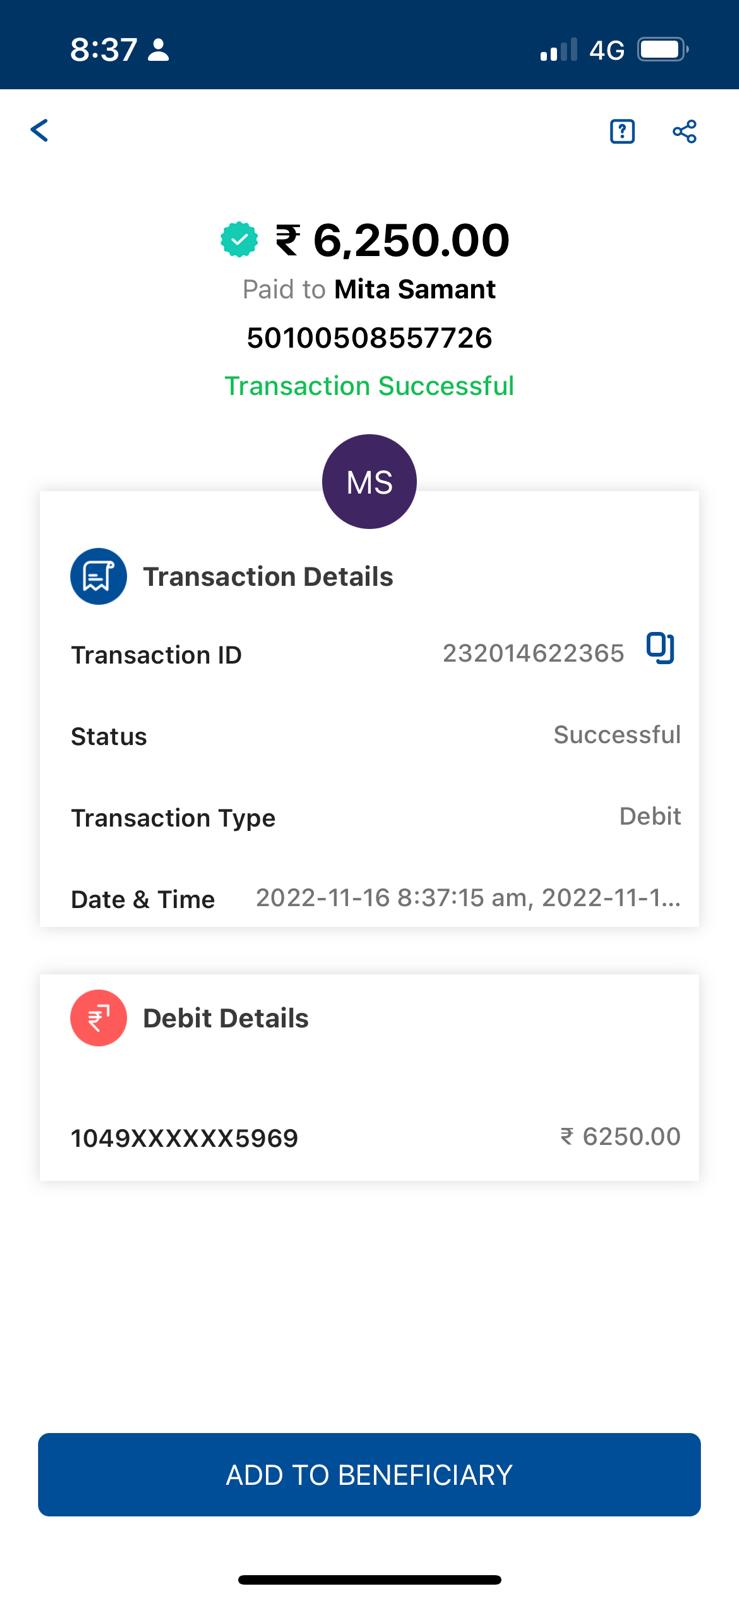 8:37
4G
₹ 6,250.00
Paid to Mita Samant
50100508557726
Transaction Successful
MS
Transaction Details
Transaction ID 232014622365
Status Successful
Transaction Type Debit
Date & Time 2022-11-16 8:37:15 am, 2022-11-1...
Debit Details
1049XXXXXX5969 ₹ 6250.00
ADD TO BENEFICIARY